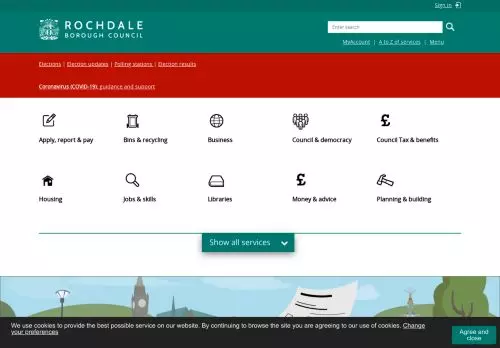 Sign in
ROCHDALE
BOROUGH COUNCIL
Enter search
MyAccount | A to Z of services | Menu
Elections | Election updates | Polling stations | Election results
Coronavirus (COVID-19): guidance and support
Apply, report & pay
Bins & recycling
Business
Council & democracy
Council Tax & benefits
Housing
Jobs & skills
Libraries
Money & advice
Planning & building
Show all services
We use cookies to provide the best possible service on our website. By continuing to browse the site you are agreeing to our use of cookies. Change
your preferences
Agree and
close